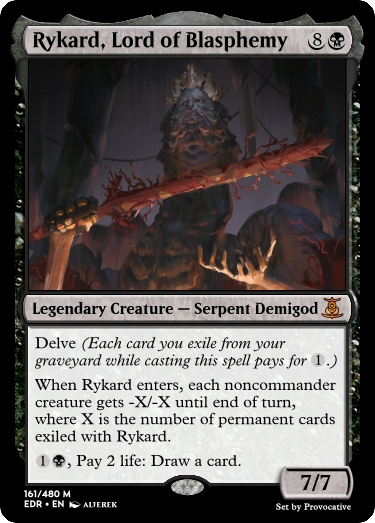 Rykard, Lord of Blasphemy 8
Legendary Creature — Serpent Demigod
Delve (Each card you exile from your
graveyard while casting this spell pays for 1.)
When Rykard enters, each noncommander
creature gets -X/-X until end of turn,
where X is the number of permanent cards
exiled with Rykard.
1, Pay 2 life: Draw a card.
7/7
161/480 M
EDR • EN ALTEREK
Set by Provocative